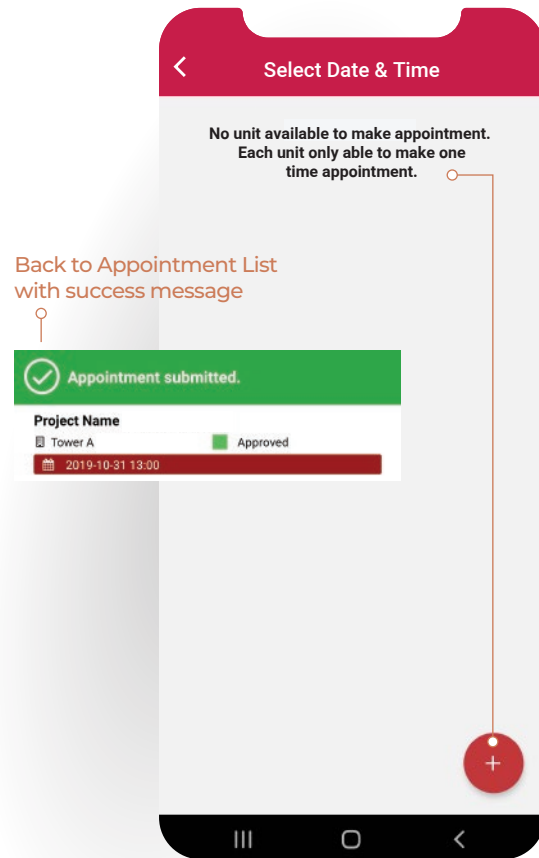 Select Date & Time
No unit available to make appointment.
Each unit only able to make one
time appointment.
Back to Appointment List
with success message
Appointment submitted.
Project Name
Tower A
Approved
2019-10-31 13:00
+